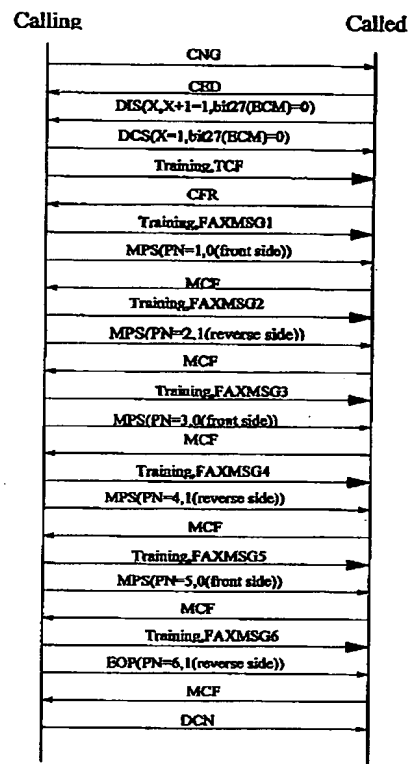 Calling
Called
CNG
CED
DIS(X,X+1=1,bit27(ECM)=0)
DCS(X=1,bit27(ECM)=0)
Training,TCF
CFR
Training,FAXMSG1
MPS(PN=1,0(front side))
MCF
Training,FAXMSG2
MPS(PN=2,1(reverse side))
MCF
Training,FAXMSG3
MPS(PN=3,0(front side))
MCF
Training,FAXMSG4
MPS(PN=4,1(reverse side))
MCF
Training,FAXMSG5
MPS(PN=5,0(front side))
MCF
Training,FAXMSG6
EOP(PN=6,1(reverse side))
MCF
DCN